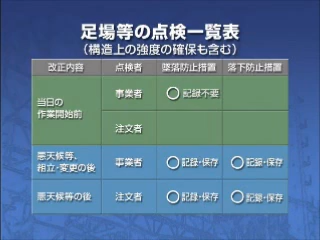 足場等の点検一覧表
(構造上の強度の確保も含む)
改正内容 点検者 墜落防止措置 落下防止措置
当日の
作業開始前
事業者 ○記録不要
注文者
悪天候等、
組立・変更の後
事業者 ○記録・保存 ○記録・保存
悪天候等の後 注文者 ○記録・保存 ○記録・保存